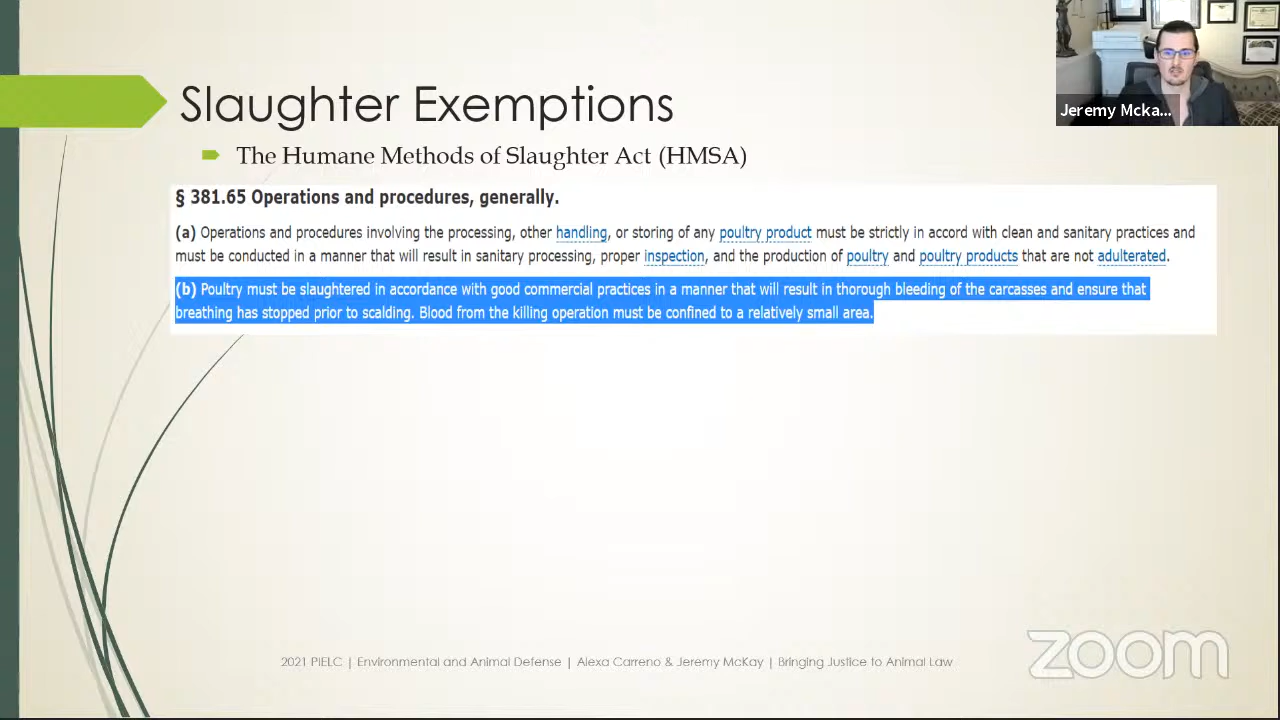 Jeremy Mcka...
Slaughter Exemptions
The Humane Methods of Slaughter Act (HMSA)
§ 381.65 Operations and procedures, generally.
(a) Operations and procedures involving the processing, other handling, or storing of any poultry product must be strictly in accord with clean and sanitary practices and
must be conducted in a manner that will result in sanitary processing, proper inspection, and the production of poultry and poultry products that are not adulterated.
(b) Poultry must be slaughtered in accordance with good commercial practices in a manner that will result in thorough bleeding of the carcasses and ensure that
breathing has stopped prior to scalding. Blood from the killing operation must be confined to a relatively small area.
2021 PIELC | Environmental and Animal Defense | Alexa Carreno & Jeremy McKay | Bringing Justice to Animal Law
zoom